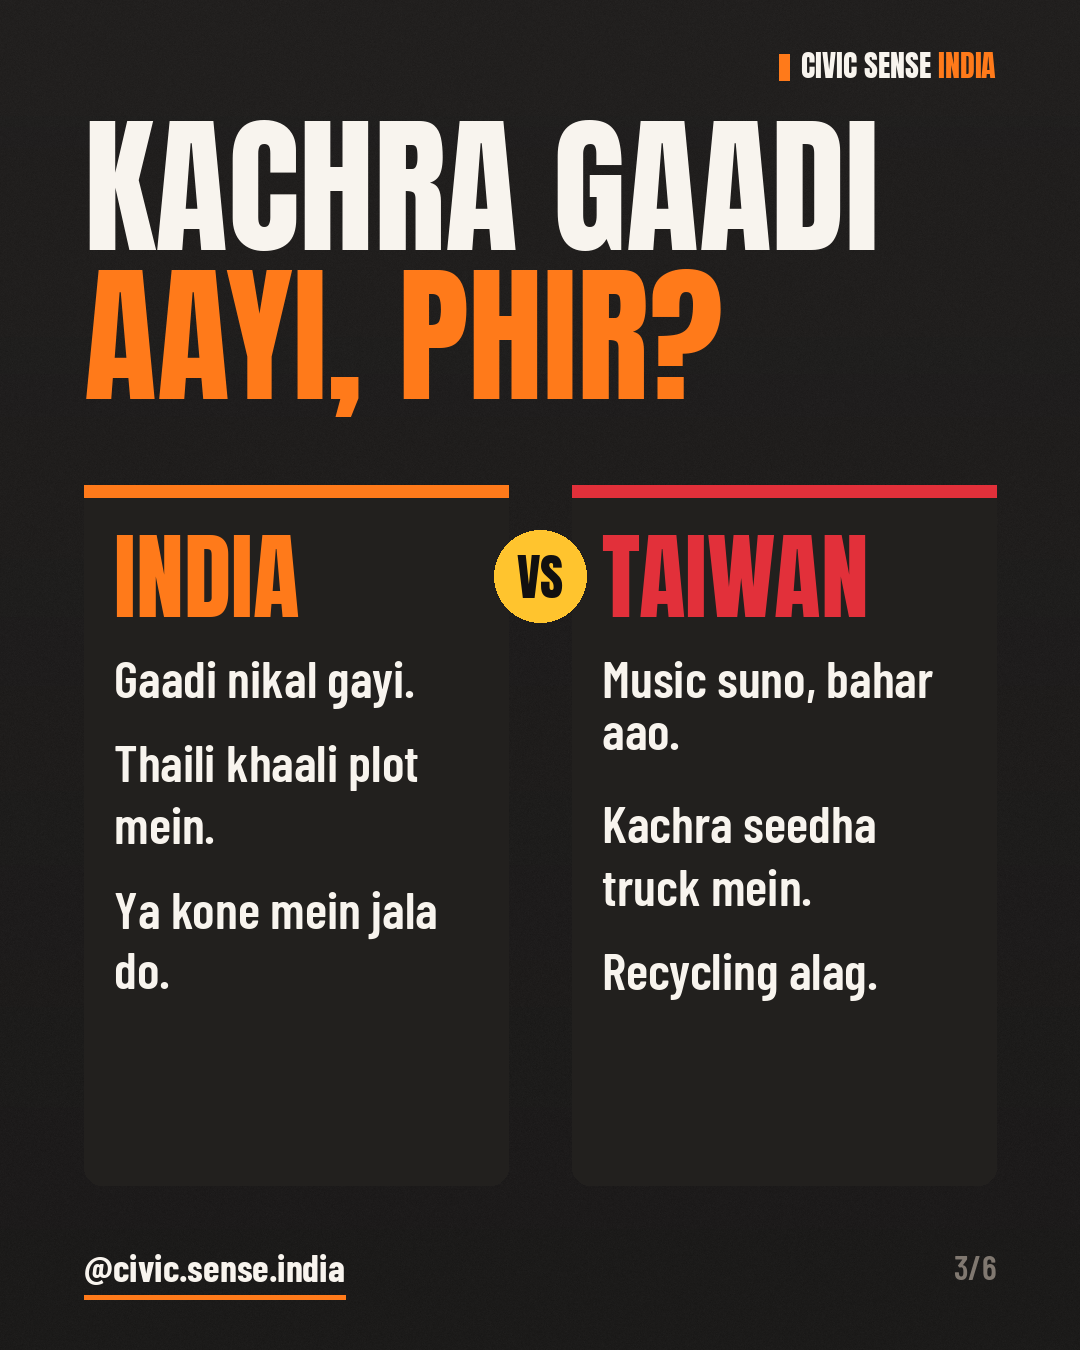 CIVIC SENSE INDIA
KACHRA GAADI
AAYI, PHIR?
INDIA
Gaadi nikal gayi.
Thaili khaali plot
mein.
Ya kone mein jala
do.
VS
TAIWAN
Music suno, bahar
aao.
Kachra seedha
truck mein.
Recycling alag.
@civic.sense.india
3/6